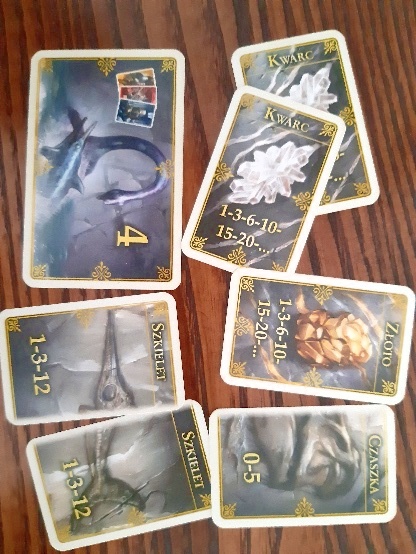 KWARC
...
KWARC
1-3-6-10-
15-20-...
4
ZŁOTO
1-3-6-10-
15-20-...
SZKIELET
1-3-12
CZASZKA
0-5
SZKIELET
1-3-12